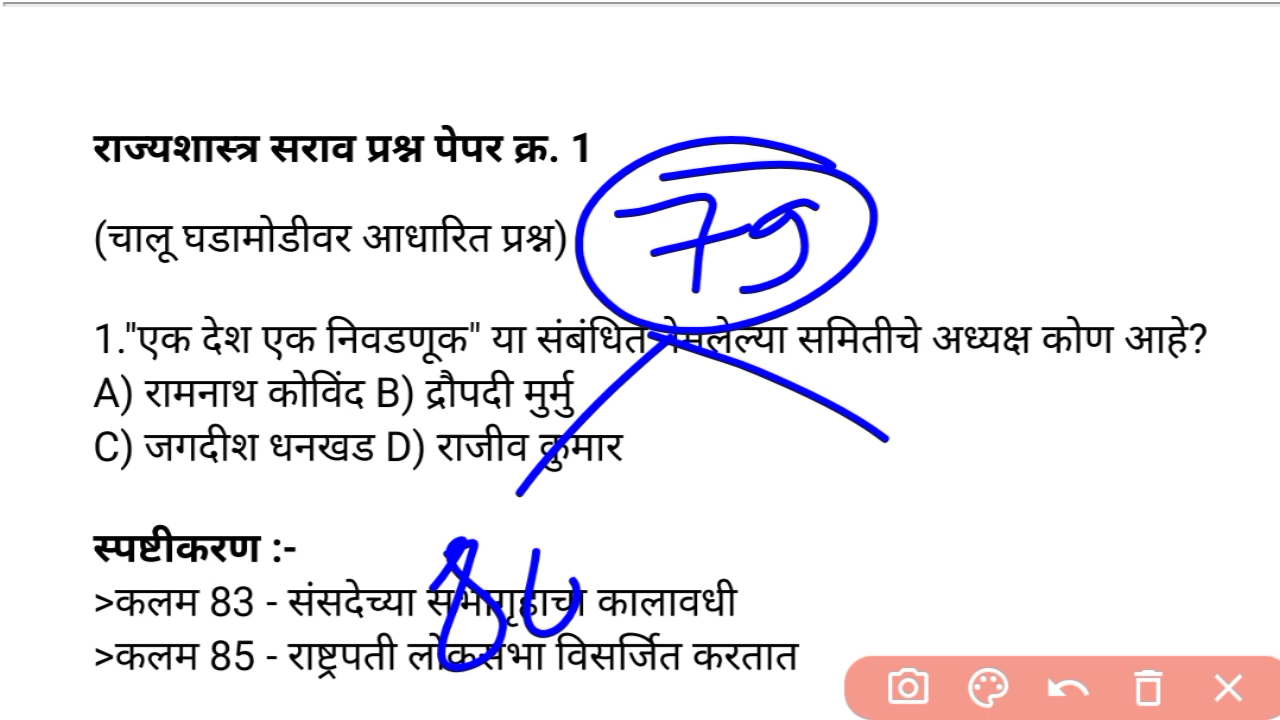 राज्यशास्त्र सराव प्रश्न पेपर क्र. 1
(चालू घडामोडीवर आधारित प्रश्न)
79
1."एक देश एक निवडणूक" या संबंधित नेमलेल्या समितीचे अध्यक्ष कोण आहे?
A) रामनाथ कोविंद B) द्रौपदी मुर्मु
C) जगदीश धनखड D) राजीव कुमार
स्पष्टीकरण :-
>कलम 83 - संसदेच्या सभागृहाचा कालावधी
>कलम 85 - राष्ट्रपती लोकसभा विसर्जित करतात